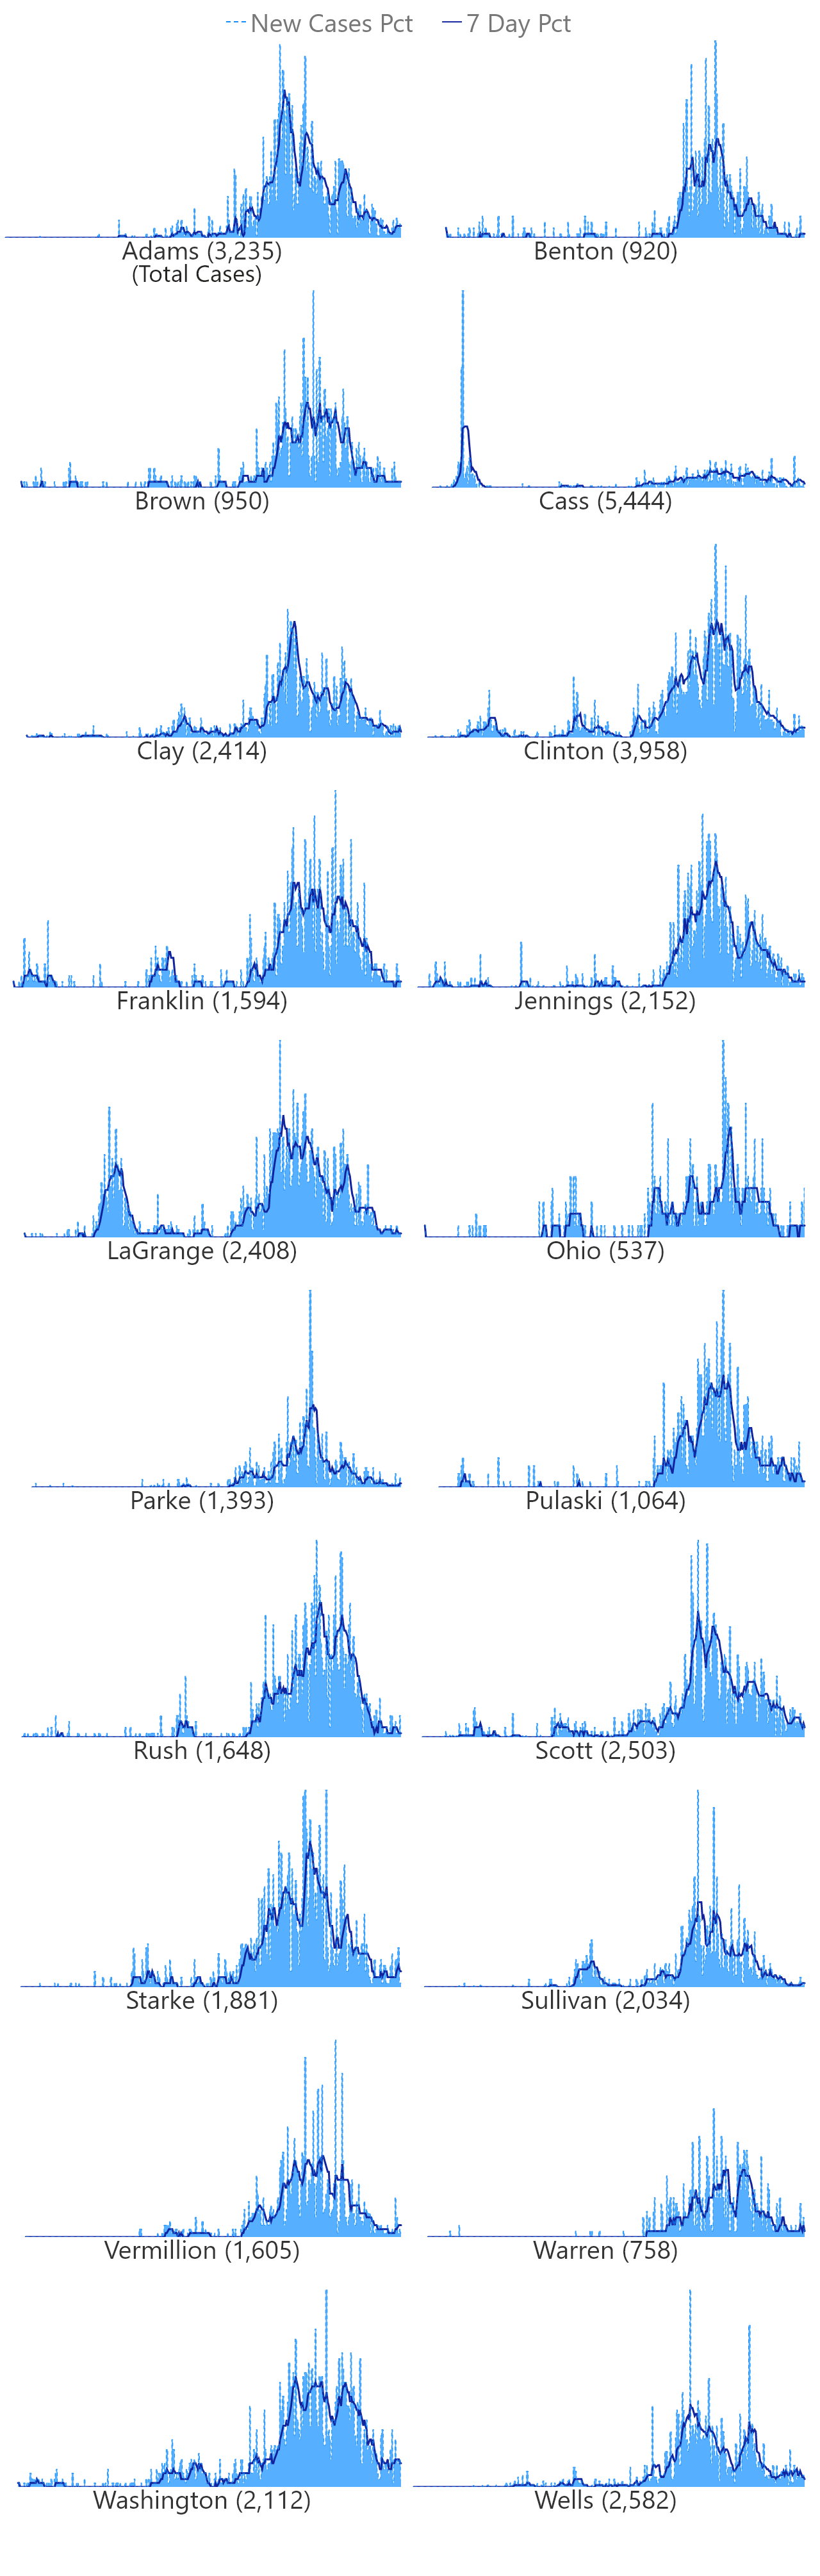 New Cases Pct 7 Day Pct
Adams (3,235) Benton (920)
(Total Cases)
Brown (950) Cass (5,444)
Clay (2,414) Clinton (3,958)
Franklin (1,594) Jennings (2,152)
LaGrange (2,408) Ohio (537)
Parke (1,393) Pulaski (1,064)
Rush (1,648) Scott (2,503)
Starke (1,881) Sullivan (2,034)
Vermillion (1,605) Warren (758)
Washington (2,112) Wells (2,582)